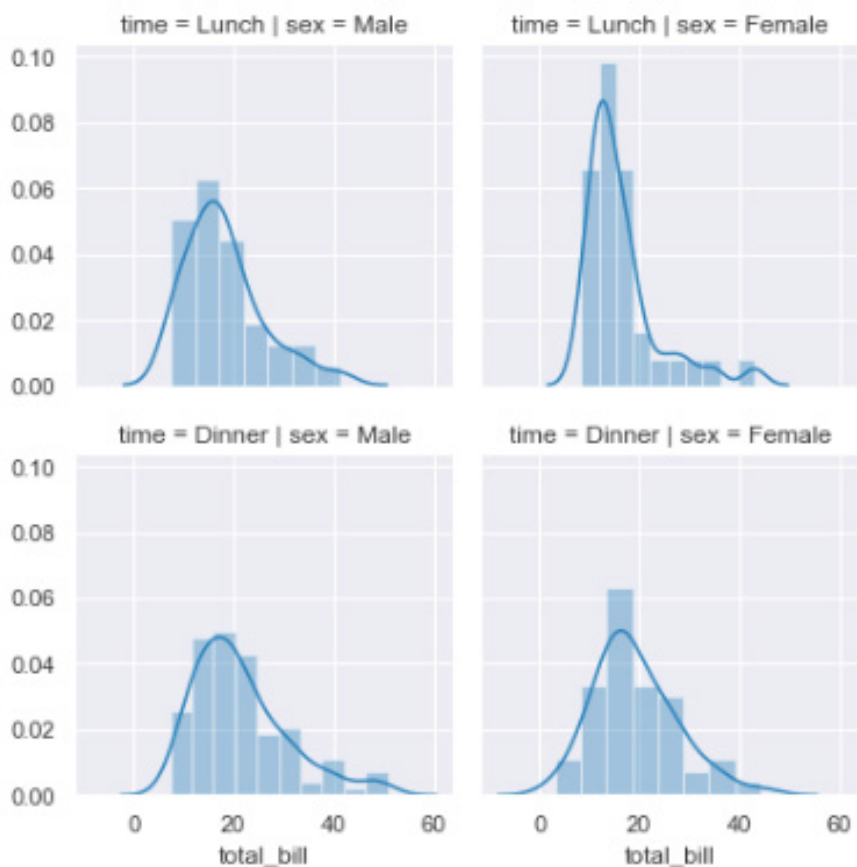 time = Lunch | sex = Male
time = Lunch | sex = Female
0.10
0.08
0.06
0.04
0.02
0.00
time = Dinner | sex = Male
time = Dinner | sex = Female
0.10
0.08
0.06
0.04
0.02
0.00
0 20 40 60
0 20 40 60
total_bill
total_bill